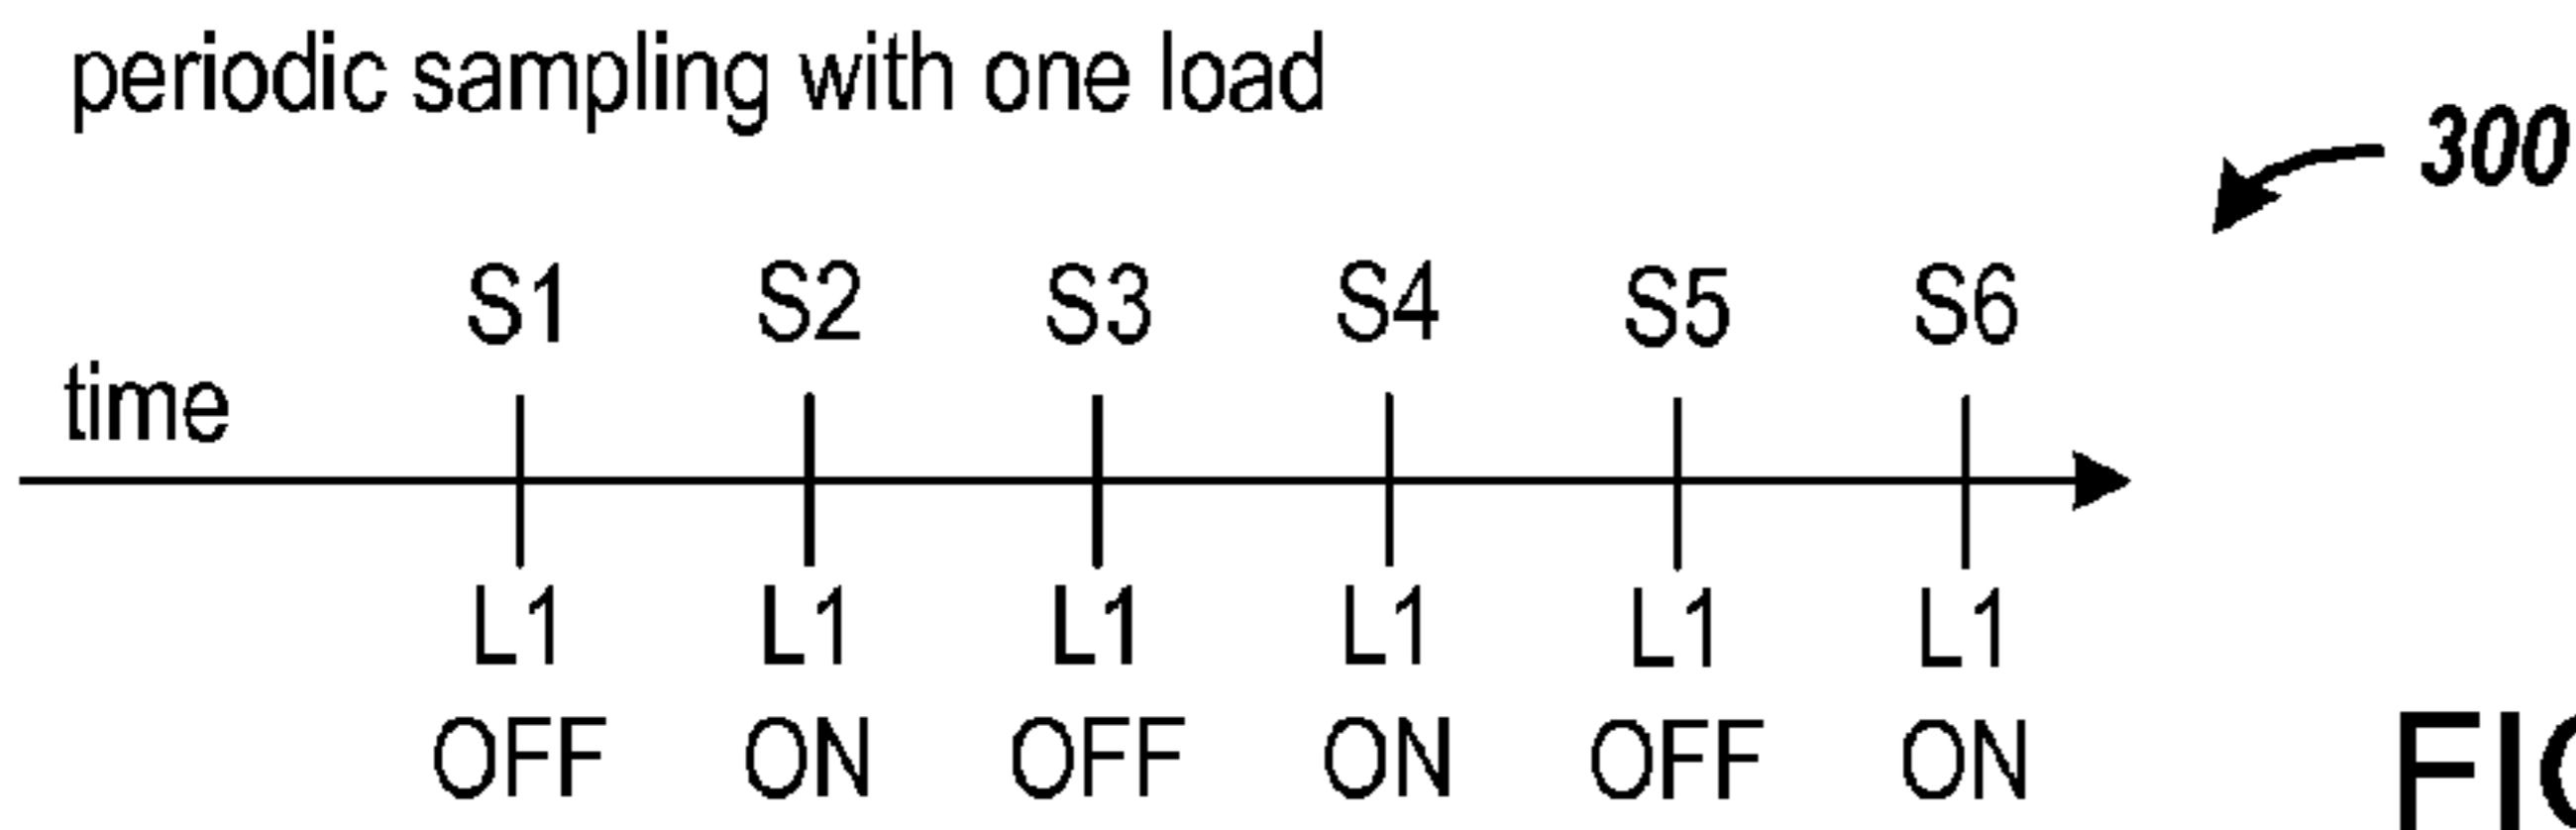 periodic sampling with one load
300
S1 S2 S3 S4 S5 S6
time
L1 L1 L1 L1 L1 L1
OFF ON OFF ON OFF ON